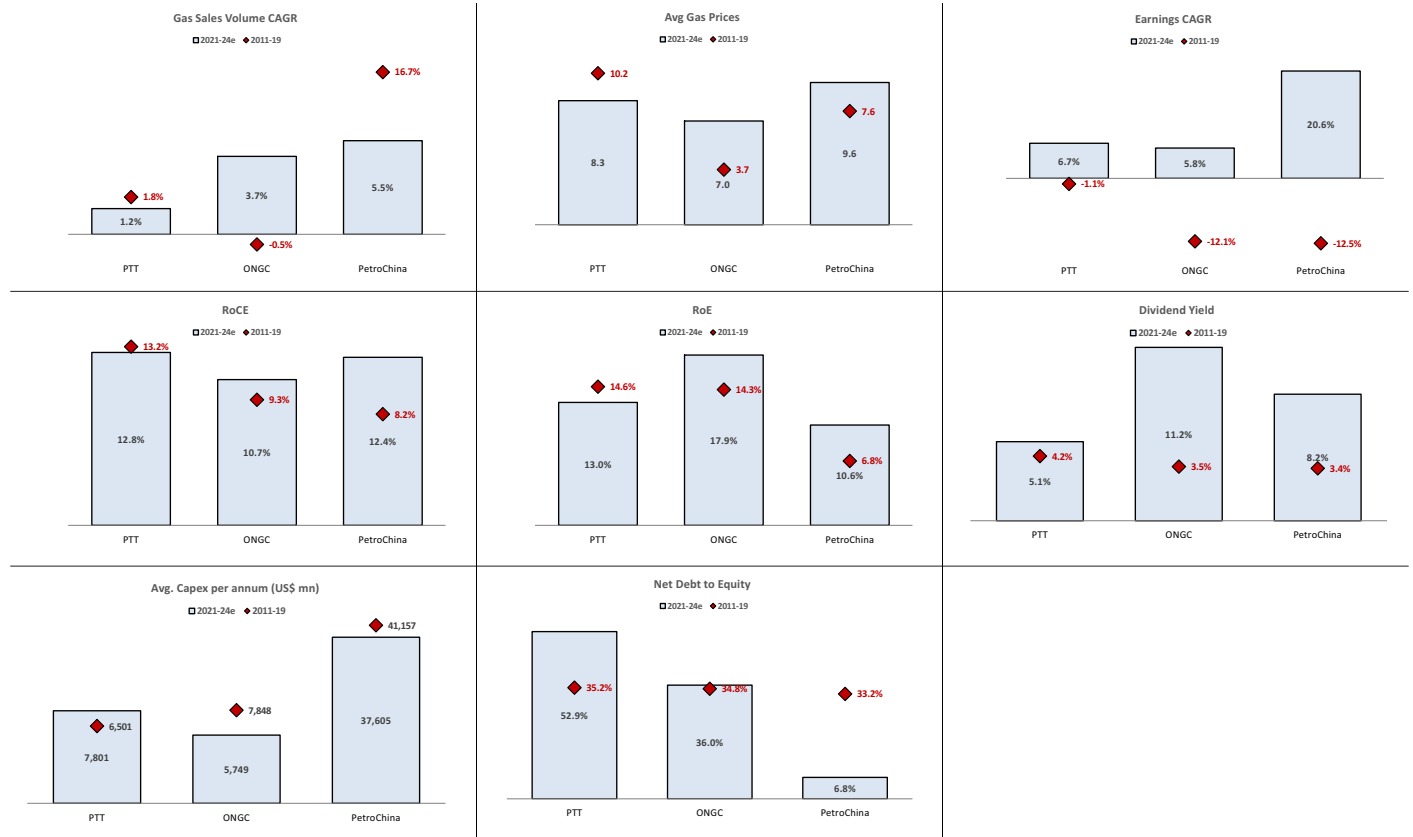 Gas Sales Volume CAGR
2021-24e 2011-19
16.7%
1.8%
1.2%
3.7%
5.5%
-0.5%
PTT ONGC PetroChina
Avg Gas Prices
2021-24e 2011-19
10.2
7.6
8.3
3.7
7.0
9.6
PTT ONGC PetroChina
Earnings CAGR
2021-24e 2011-19
20.6%
6.7%
5.8%
-1.1%
-12.1%
-12.5%
PTT ONGC PetroChina
RoCE
2021-24e 2011-19
13.2%
9.3%
8.2%
12.8%
10.7%
12.4%
PTT ONGC PetroChina
RoE
2021-24e 2011-19
14.6%
14.3%
17.9%
6.8%
13.0%
10.6%
PTT ONGC PetroChina
Dividend Yield
2021-24e 2011-19
11.2%
4.2%
8.2%
3.5%
3.4%
5.1%
PTT ONGC PetroChina
Avg. Capex per annum (US$ mn)
2021-24e 2011-19
41,157
7,848
6,501
37,605
7,801
5,749
PTT ONGC PetroChina
Net Debt to Equity
2021-24e 2011-19
35.2%
34.8%
33.2%
52.9%
36.0%
6.8%
PTT ONGC PetroChina